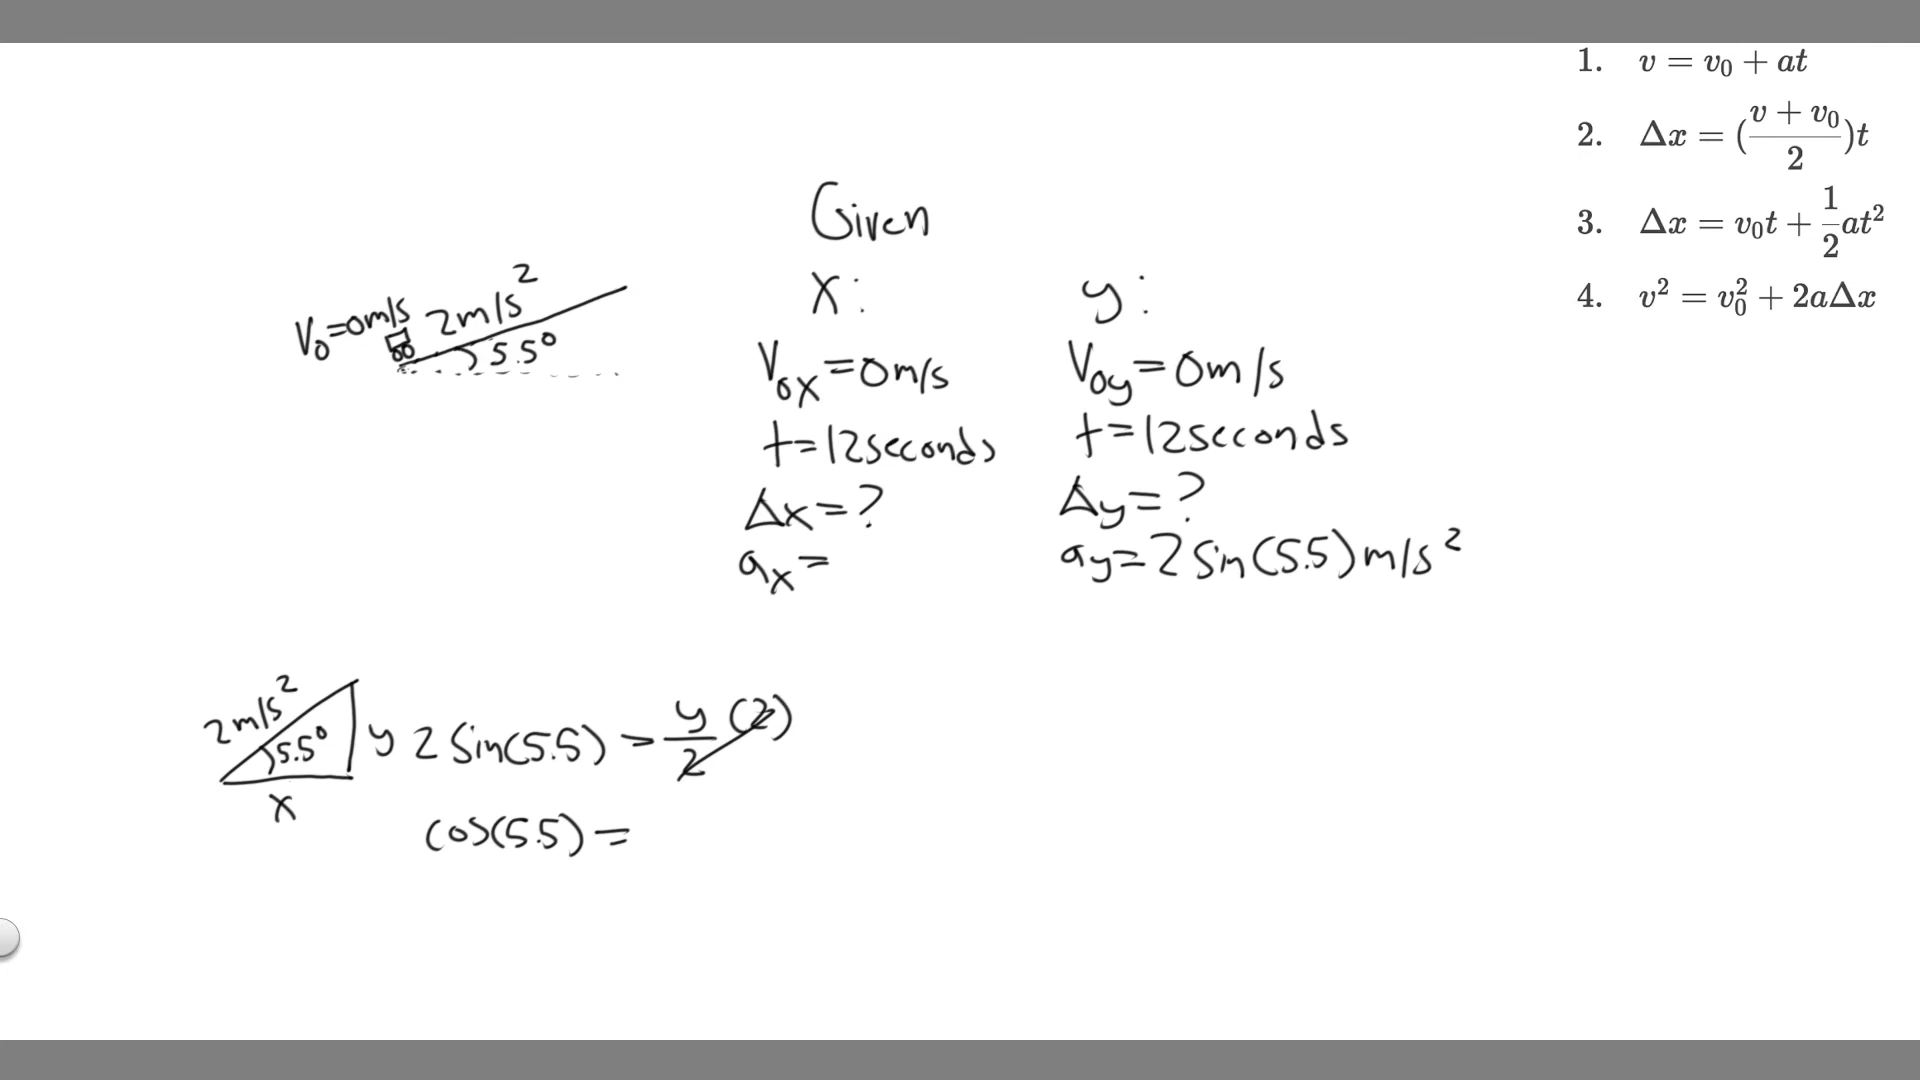 1. v = v₀ + at
2. Δx = ((v + v₀)/2)t
3. Δx = v₀t + (1/2)at²
4. v² = v₀² + 2aΔx
Given
x:
V₀ₓ=0m/s
t=12seconds
Δx=?
aₓ=
y:
V₀y=0m/s
t=12seconds
Δy=?
ay=2Sin(5.5)m/s²
V₀=0m/s
2m/s²
5.5°
2m/s²
5.5°
y
x
2Sin(5.5)=y/2(2)
Cos(5.5)=